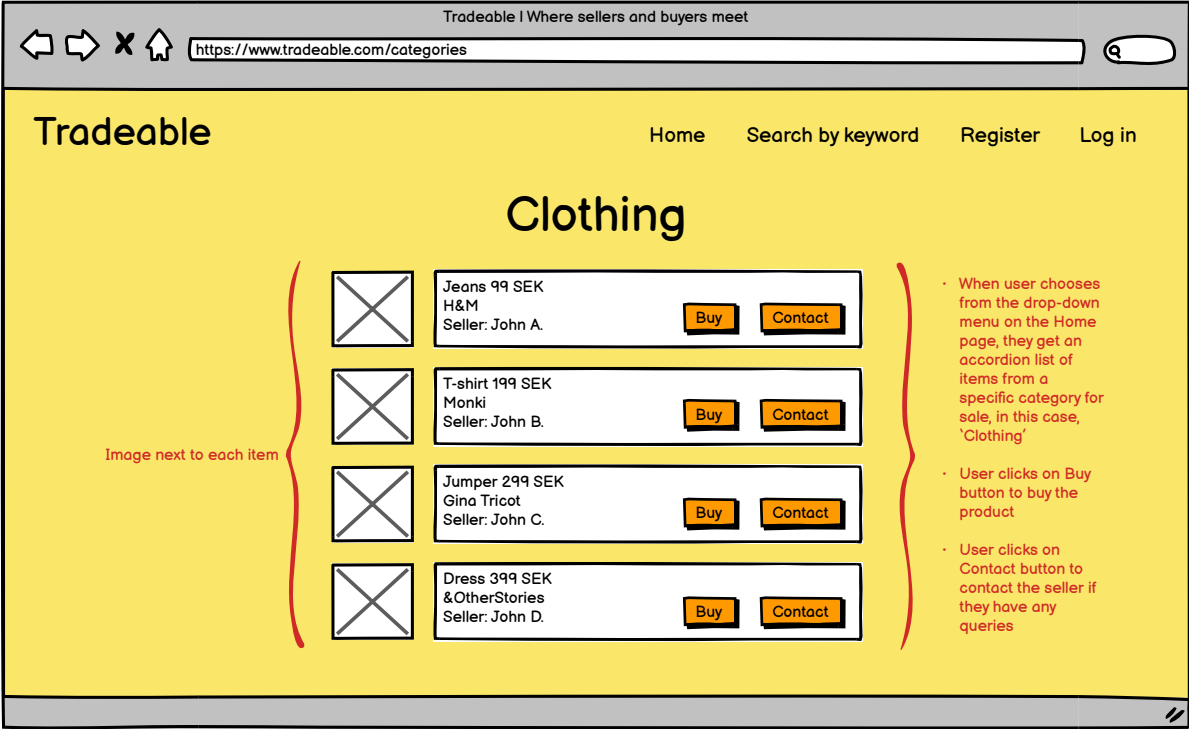 Tradeable | Where sellers and buyers meet
https://www.tradeable.com/categories
Tradeable
Home
Search by keyword
Register
Log in
Clothing
Image next to each item
Jeans 99 SEK
H&M
Seller: John A.
Buy
Contact
T-shirt 199 SEK
Monki
Seller: John B.
Buy
Contact
Jumper 299 SEK
Gina Tricot
Seller: John C.
Buy
Contact
Dress 399 SEK
&OtherStories
Seller: John D.
Buy
Contact
· When user chooses
from the drop-down
menu on the Home
page, they get an
accordion list of
items from a
specific category for
sale, in this case,
‘Clothing’
· User clicks on Buy
button to buy the
product
· User clicks on
Contact button to
contact the seller if
they have any
queries